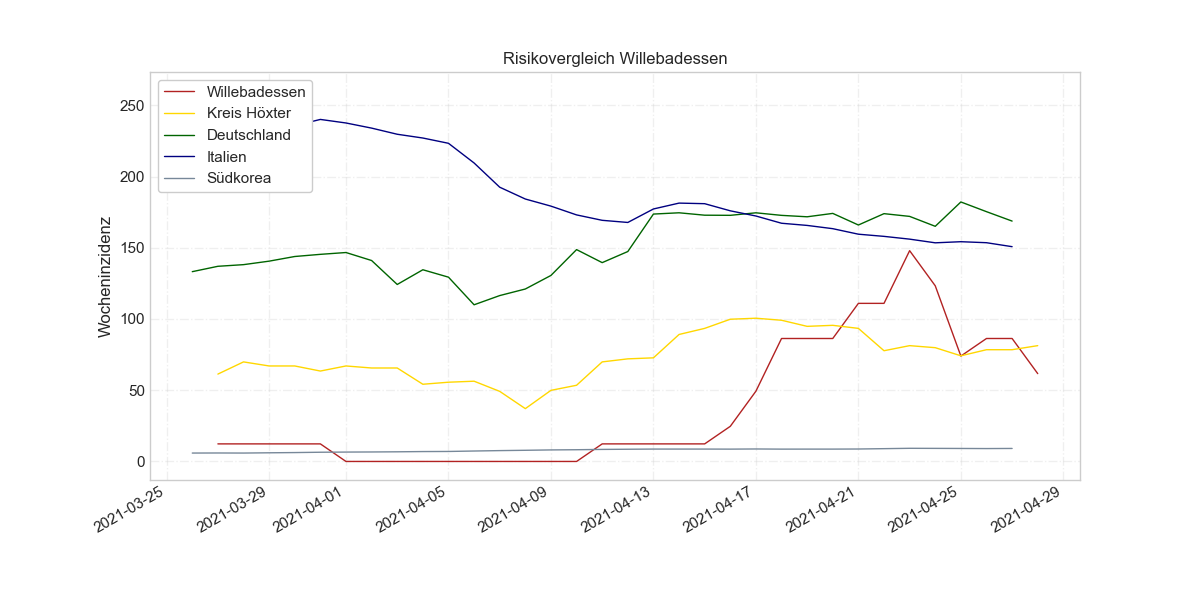 Risikovergleich Willebadessen
Willebadessen
Kreis Höxter
Deutschland
Italien
Südkorea
Wocheninzidenz
250
200
150
100
50
0
2021-03-25
2021-03-29
2021-04-01
2021-04-05
2021-04-09
2021-04-13
2021-04-17
2021-04-21
2021-04-25
2021-04-29